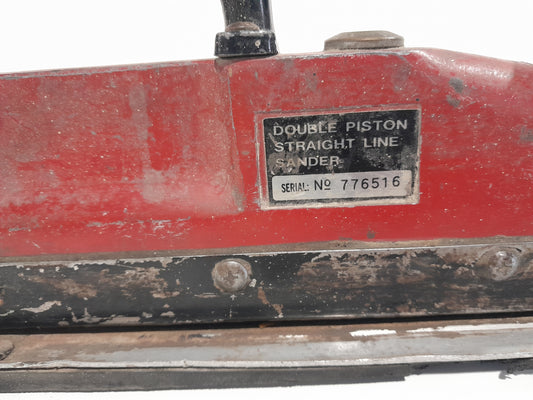 DOUBLE PISTON
STRAIGHT LINE
SANDER
SERIAL: Nº 776516